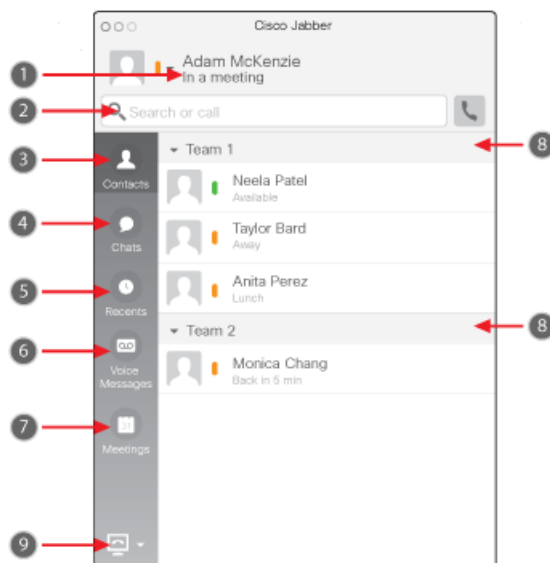 Cisco Jabber
1
Adam McKenzie
In a meeting
2
Search or call
3
Contacts
Team 1
8
Neela Patel
Available
4
Chats
Taylor Bard
Away
5
Recents
Anita Perez
Lunch
Team 2
8
6
Voice
Messages
Monica Chang
Back in 5 min
7
31
Meetings
9